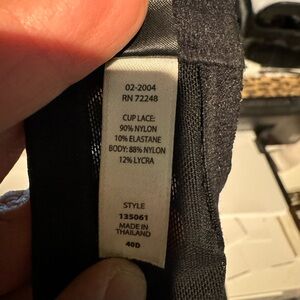 02-2004
RN 72248
CUP LACE:
90% NYLON
10% ELASTANE
BODY: 88% NYLON
12% LYCRA
STYLE
135061
MADE IN
THAILAND
40D